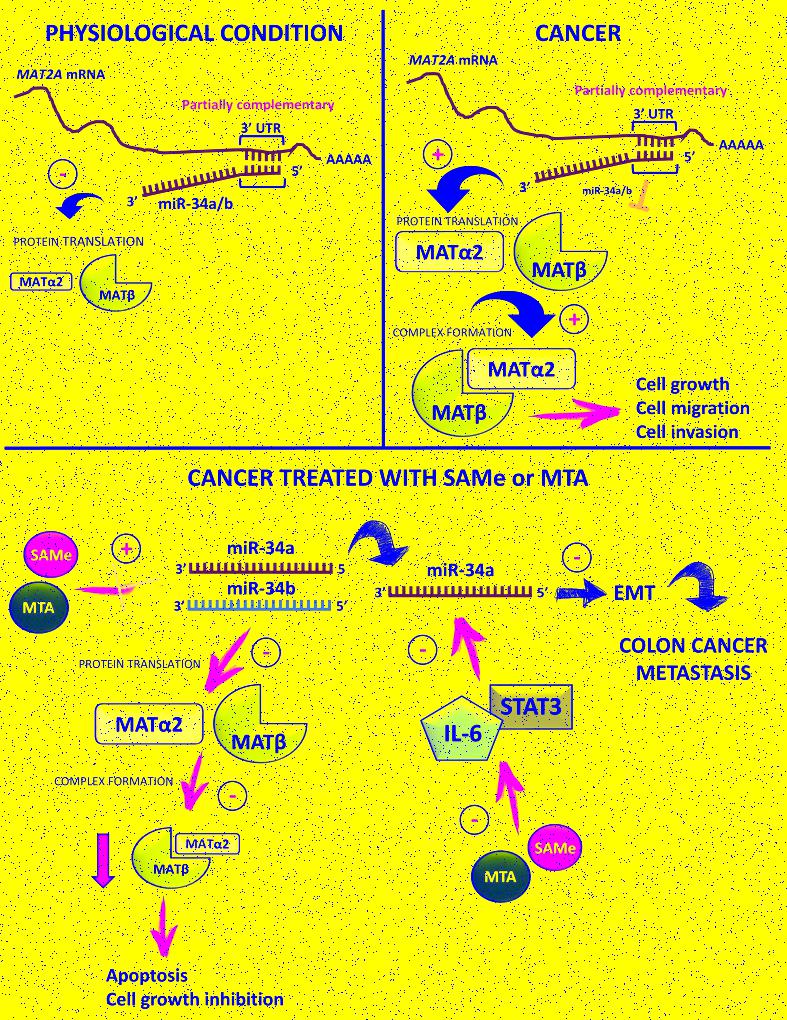 PHYSIOLOGICAL CONDITION
MAT2A mRNA
Partially complementary
3' UTR
AAAAA
-
5'
3'
miR-34a/b
PROTEIN TRANSLATION
MATα2
MATβ
CANCER
MAT2A mRNA
Partially complementary
3' UTR
AAAAA
+
5'
3'
miR-34a/b
PROTEIN TRANSLATION
MATα2
MATβ
+
COMPLEX FORMATION
MATα2
MATβ
Cell growth
Cell migration
Cell invasion
CANCER TREATED WITH SAMe or MTA
SAMe
MTA
+
miR-34a
3' 5
miR-34b
3' 5'
miR-34a
3' 5'
-
EMT
COLON CANCER
METASTASIS
PROTEIN TRANSLATION
-
MATα2
MATβ
COMPLEX FORMATION
-
MATα2
MATβ
Apoptosis
Cell growth inhibition
-
STAT3
IL-6
-
SAMe
MTA